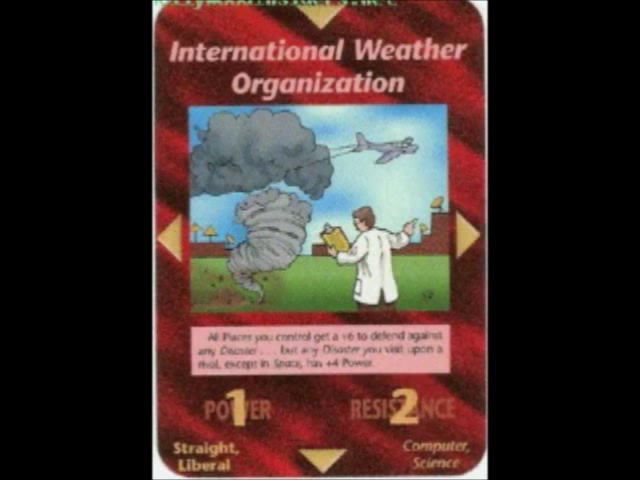 International Weather
Organization
All Places you control get a +6 to defend against
any Disaster . . . but any Disaster you visit upon a
rival, except in Space, has +4 Power.
POWER 1
RESISTANCE 2
Straight,
Liberal
Computer,
Science